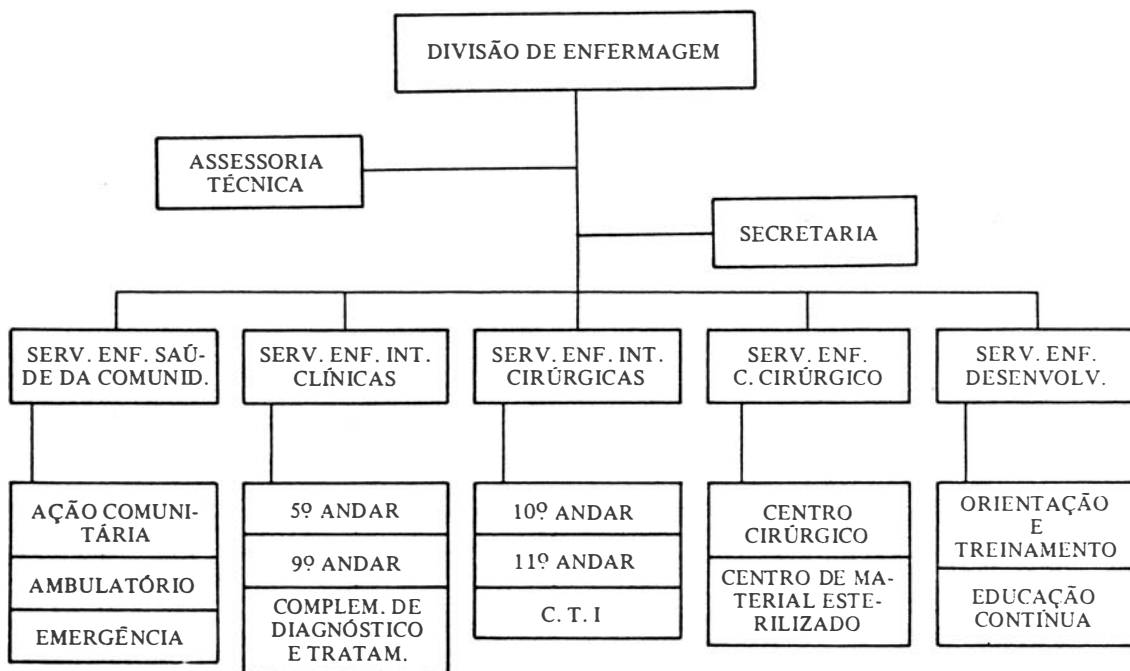 DIVISÃO DE ENFERMAGEM
ASSESSORIA
TÉCNICA
SECRETARIA
SERV. ENF. SAÚ-
DE DA COMUNID.
SERV. ENF. INT.
CLÍNICAS
SERV. ENF. INT.
CIRÚRGICAS
SERV. ENF.
C. CIRÚRGICO
SERV. ENF.
DESENVOLV.
AÇÃO COMUNI-
TÁRIA
AMBULATÓRIO
EMERGÊNCIA
5º ANDAR
9º ANDAR
COMPLEM. DE
DIAGNÓSTICO
E TRATAM.
10º ANDAR
11º ANDAR
C. T. I
CENTRO
CIRÚRGICO
CENTRO DE MA-
TERIAL ESTE-
RILIZADO
ORIENTAÇÃO
E
TREINAMENTO
EDUCAÇÃO
CONTÍNUA